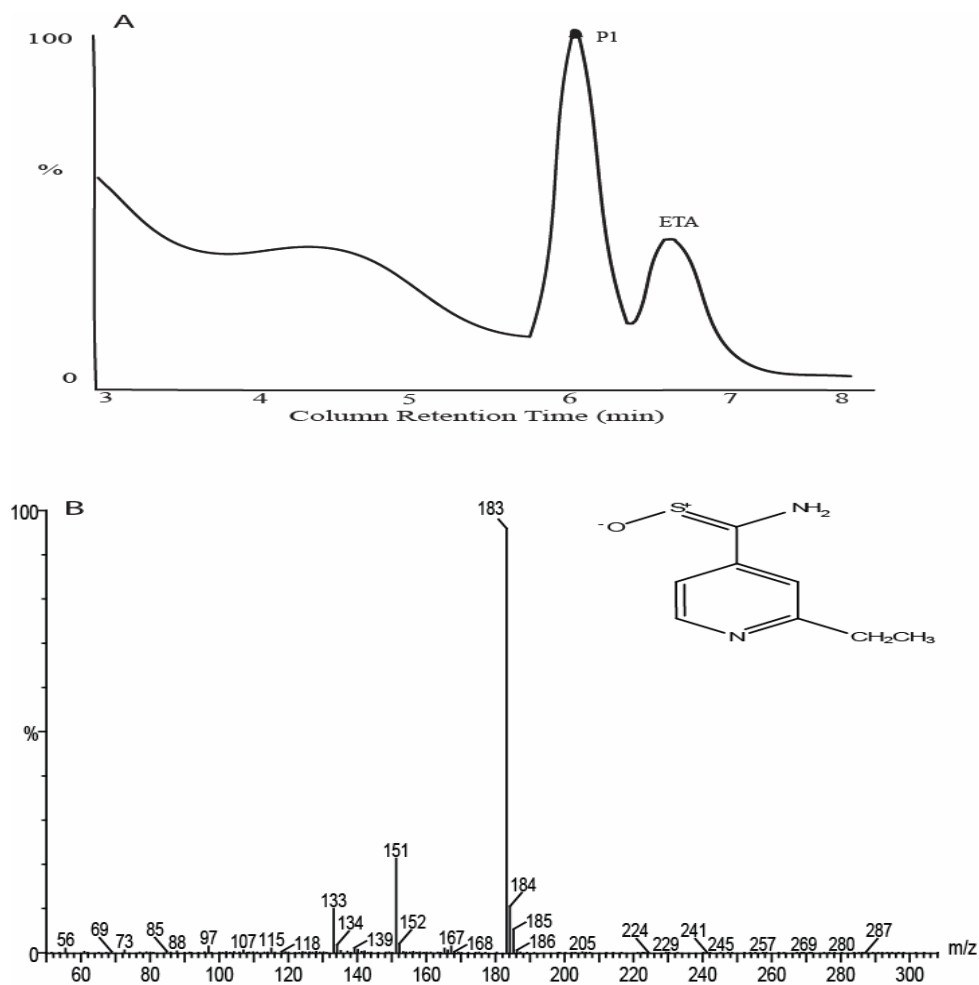 A
100
P1
%
ETA
0
3 4 5 6 7 8
Column Retention Time (min)
B
100
183
S+
NH2
-O
N
CH2CH3
%
151
184
133
134
152
185
56 69 73 85 88 97 107 115 118 139 167 168 186 205 224 229 241 245 257 269 280 287
0
m/z
60 80 100 120 140 160 180 200 220 240 260 280 300